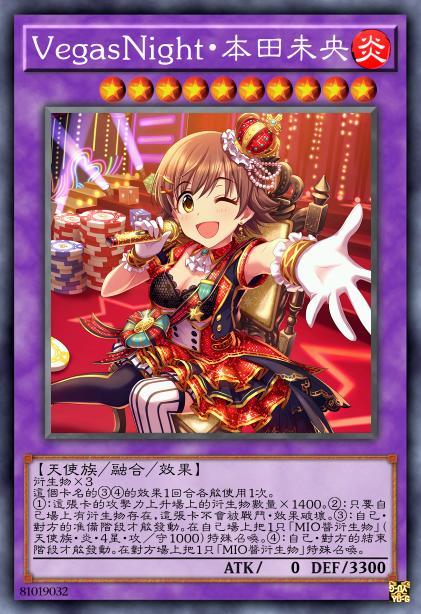 VegasNight・本田未央 炎
【天使族／融合／效果】
衍生物×3
這個卡名的③④的效果1回合各能使用1次。
①：這張卡的攻擊力上升場上的衍生物數量×1400。②：只要自
己場上有衍生物存在，這張卡不會被戰鬥・效果破壞。③：自己・
對方的准備階段才能發動。在自己場上把1只「MIO醬衍生物」（
天使族・炎・4星・攻／守1000）特殊召喚。④：自己・對方的結束
階段才能發動。在對方場上把1只「MIO醬衍生物」特殊召喚。
ATK/ 0 DEF/3300
81019032